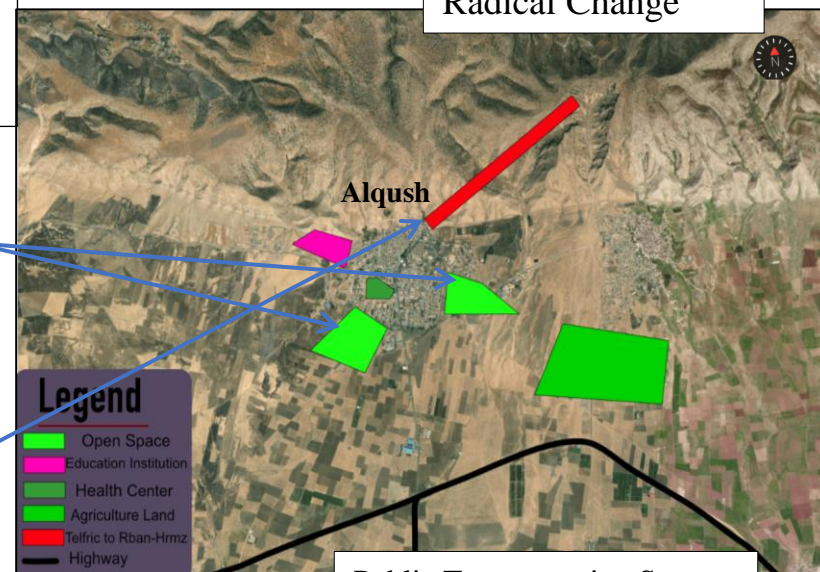 Radical Change
N
Alqush
Legend
Open Space
Education Institution
Health Center
Agriculture Land
Telfric to Rban-Hrmz
Highway